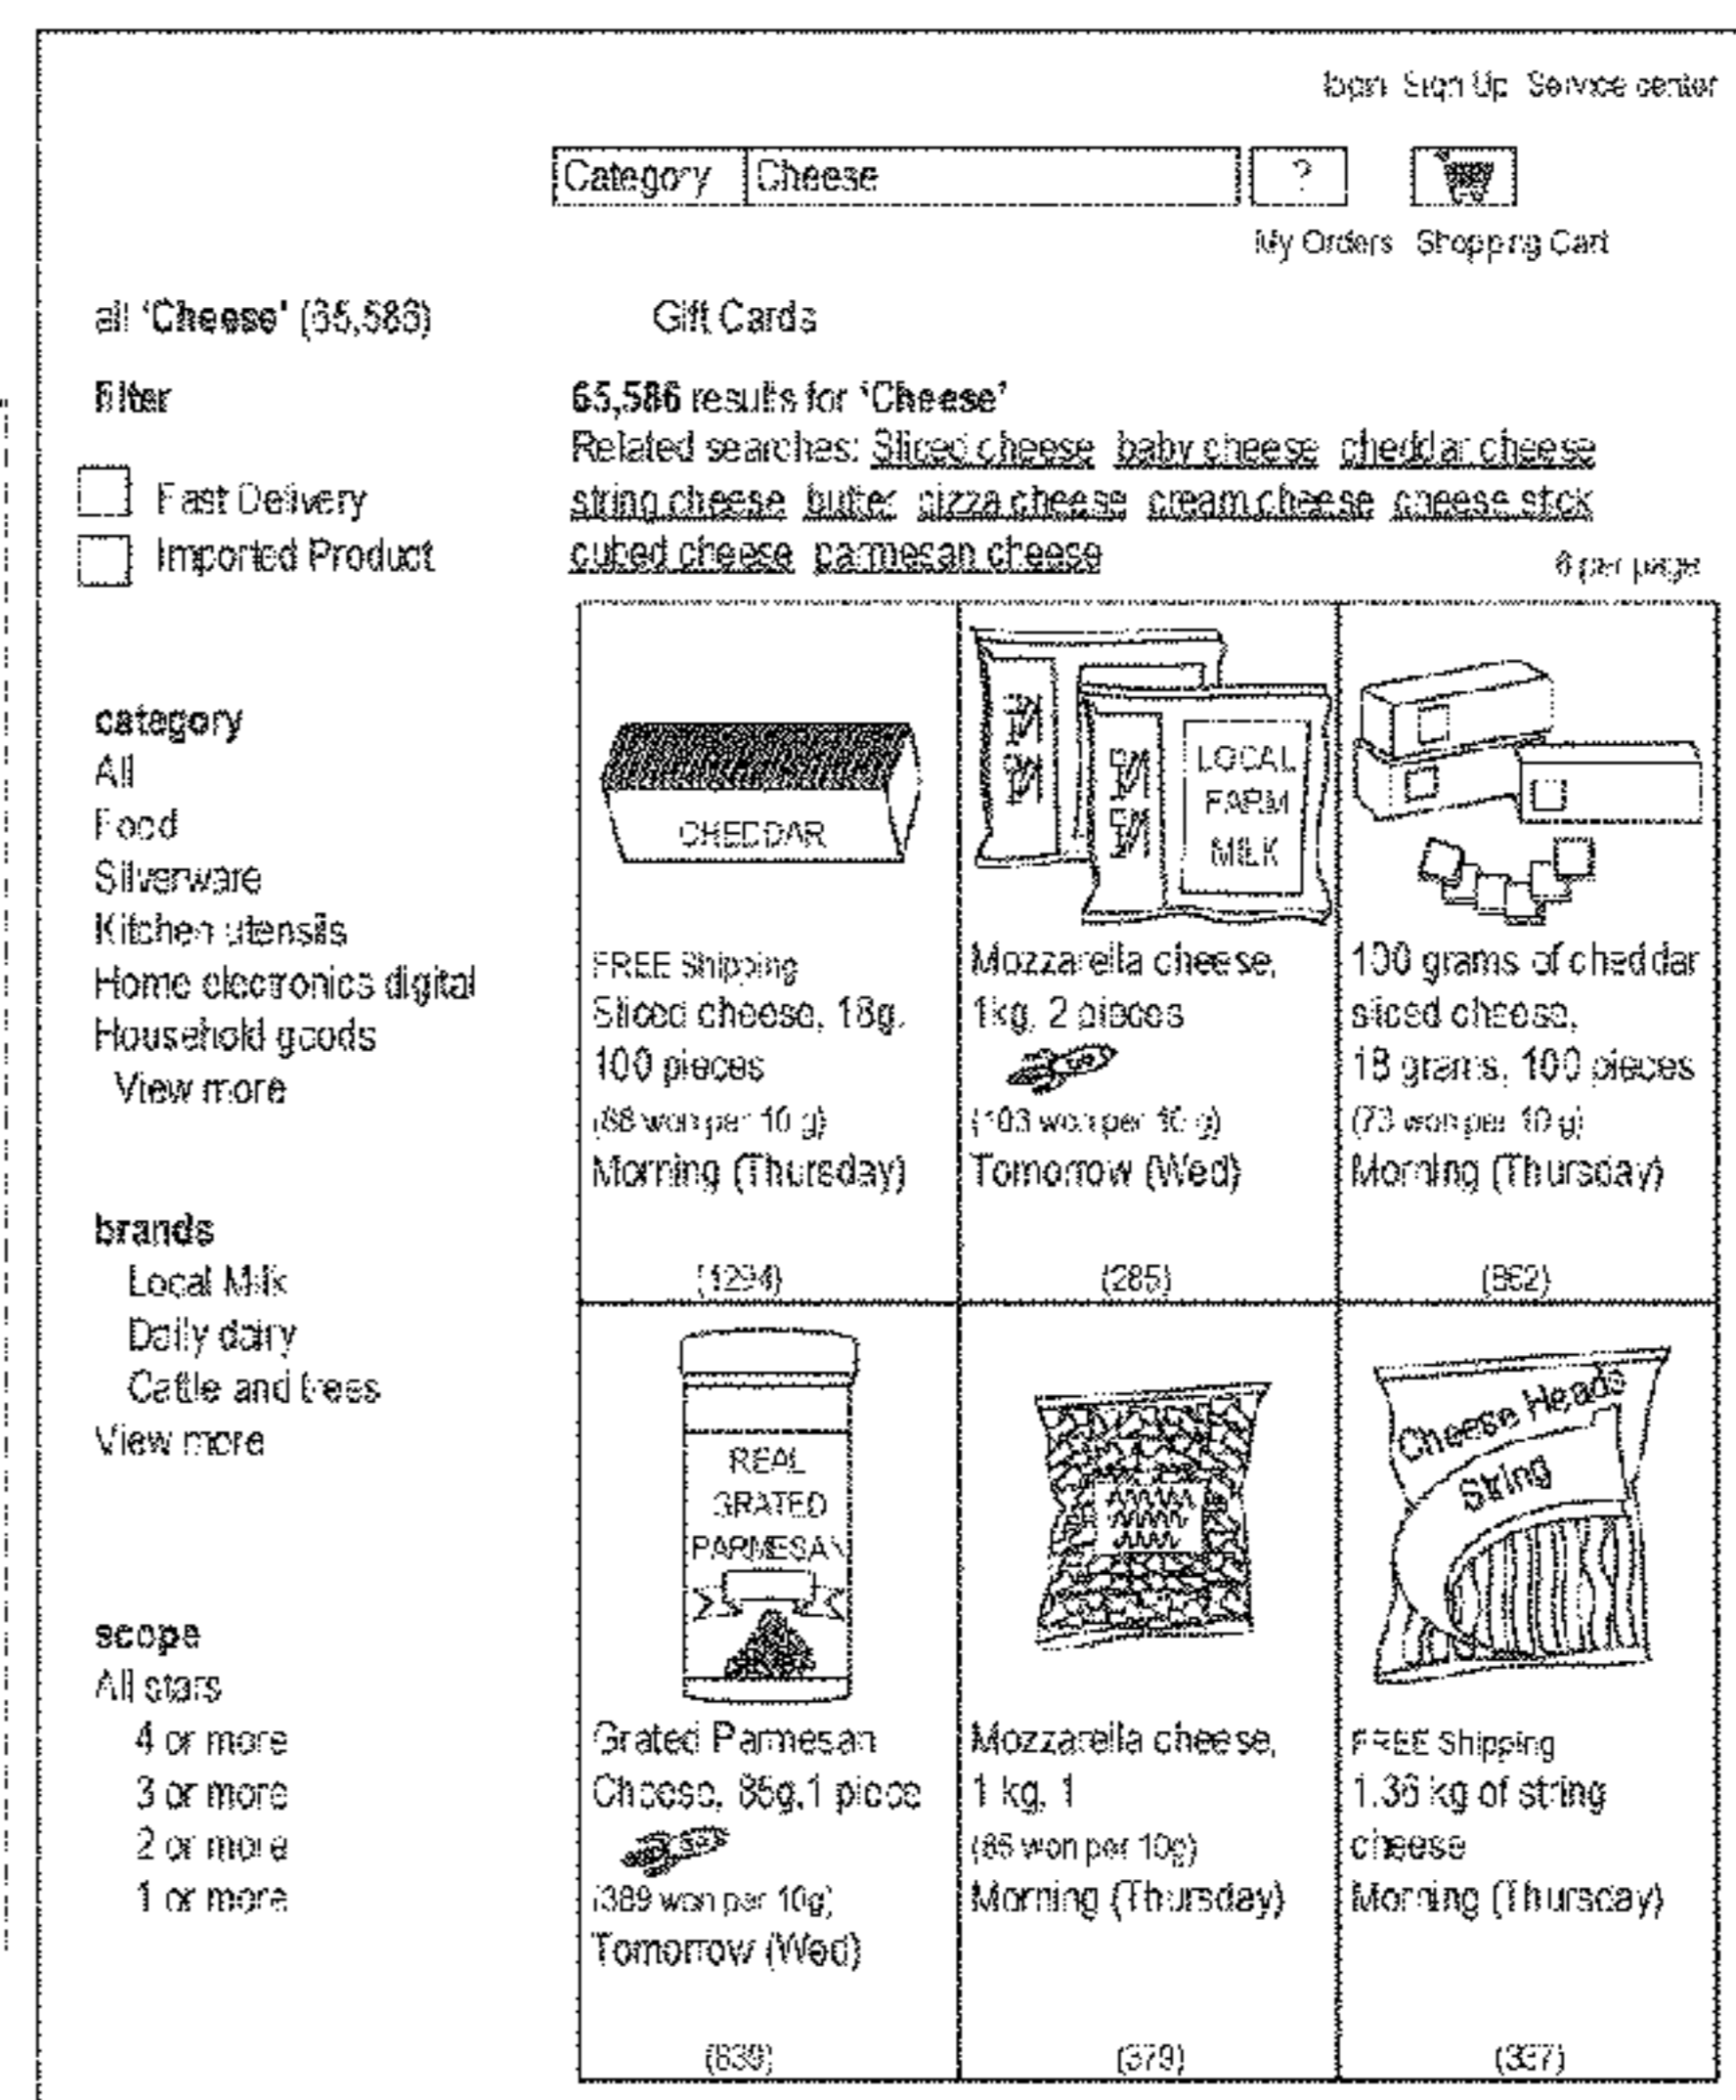 login Sign Up Service center
Category Cheese ?
My Orders Shopping Cart
all 'Cheese' (65,586) Gift Cards
filter
Fast Delivery
Imported Product
category
All
Food
Silverware
Kitchen utensils
Home electronics digital
Household goods
View more
brands
Local Milk
Daily dairy
Cattle and trees
View more
scope
All stars
4 or more
3 or more
2 or more
1 or more
65,586 results for 'Cheese'
Related searches: Sliced cheese baby cheese cheddar cheese
string cheese butter pizza cheese cream cheese cheese stick
cubed cheese parmesan cheese
6 per page
CHEDDAR
FREE Shipping
Sliced cheese, 18g,
100 pieces
(88 won per 10 g)
Morning (Thursday)
(1294)
LOCAL
FARM
MILK
Mozzarella cheese,
1kg, 2 pieces
(103 won per 10 g)
Tomorrow (Wed)
(285)
100 grams of cheddar
sliced cheese,
18 grams, 100 pieces
(73 won per 10 g)
Morning (Thursday)
(862)
REAL
GRATED
PARMESAN
Grated Parmesan
Cheese, 85g,1 piece
(389 won per 10g)
Tomorrow (Wed)
(839)
Mozzarella cheese,
1 kg, 1
(85 won per 10g)
Morning (Thursday)
(379)
Cheese Heads
String
FREE Shipping
1.36 kg of string
cheese
Morning (Thursday)
(337)